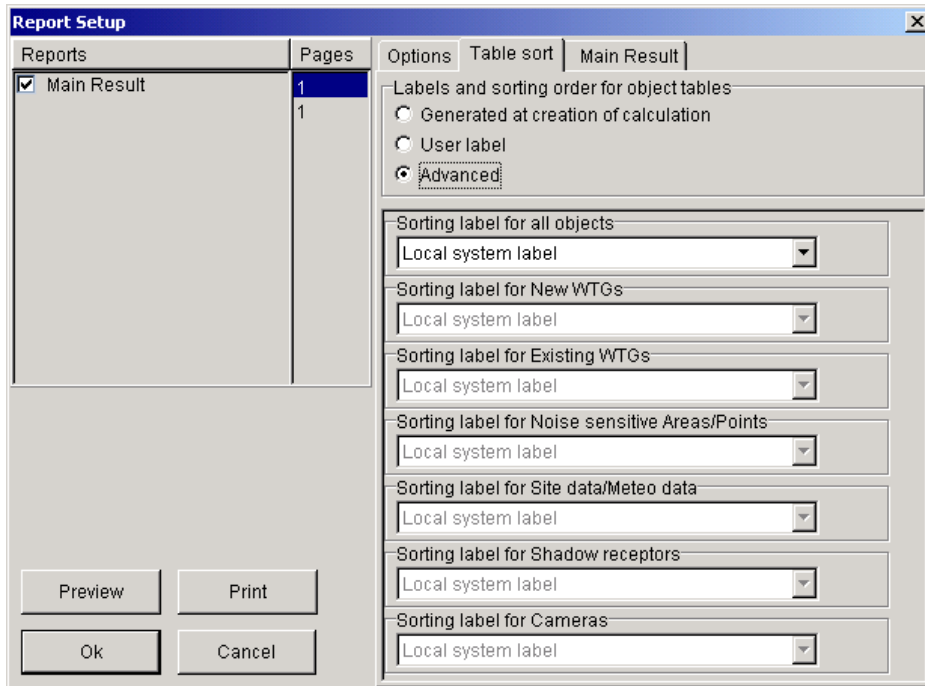 Report Setup
Reports Pages
Main Result 1
1
Options Table sort Main Result
Labels and sorting order for object tables
Generated at creation of calculation
User label
Advanced
Sorting label for all objects
Local system label
Sorting label for New WTGs
Local system label
Sorting label for Existing WTGs
Local system label
Sorting label for Noise sensitive Areas/Points
Local system label
Sorting label for Site data/Meteo data
Local system label
Sorting label for Shadow receptors
Local system label
Sorting label for Cameras
Local system label
Preview Print
Ok Cancel